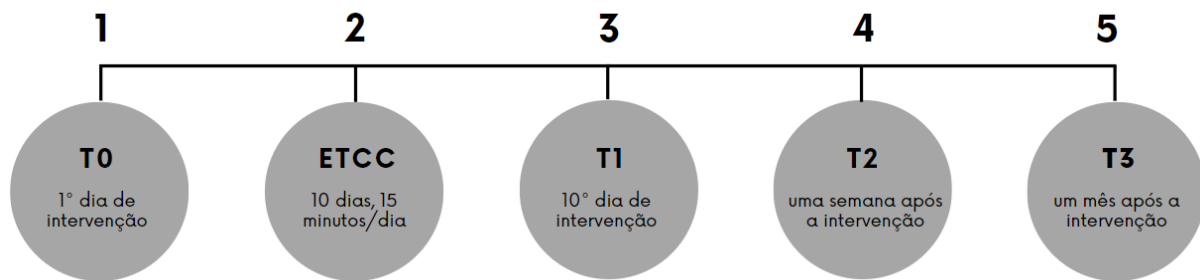 1
2
3
4
5
T0
1° dia de
intervenção
ETCC
10 dias, 15
minutos/dia
T1
10° dia de
intervenção
T2
uma semana após
a intervenção
T3
um mês após a
intervenção